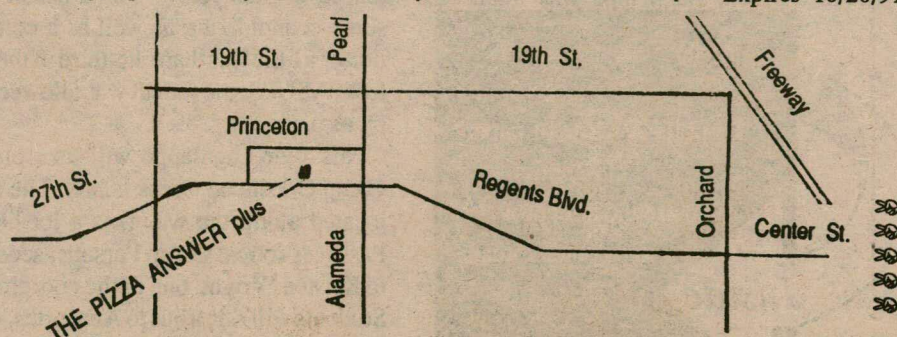 Expires
19th St.
Pearl
19th St.
Freeway
Princeton
27th St.
Regents Blvd.
Orchard
Center St.
THE PIZZA ANSWER plus
Alameda